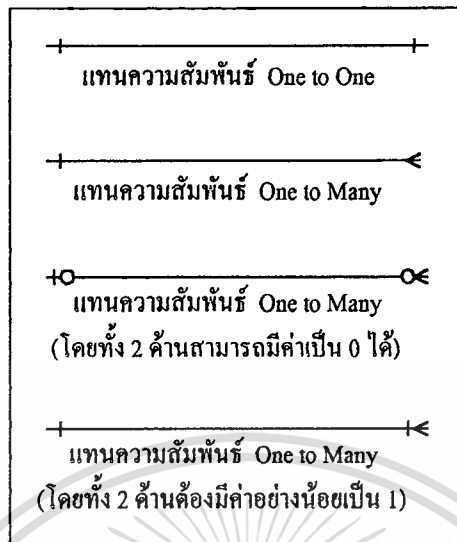 แทนความสัมพันธ์ One to One
แทนความสัมพันธ์ One to Many
แทนความสัมพันธ์ One to Many
(โดยทั้ง 2 ด้านสามารถมีค่าเป็น 0 ได้)
แทนความสัมพันธ์ One to Many
(โดยทั้ง 2 ด้านต้องมีค่าอย่างน้อยเป็น 1)